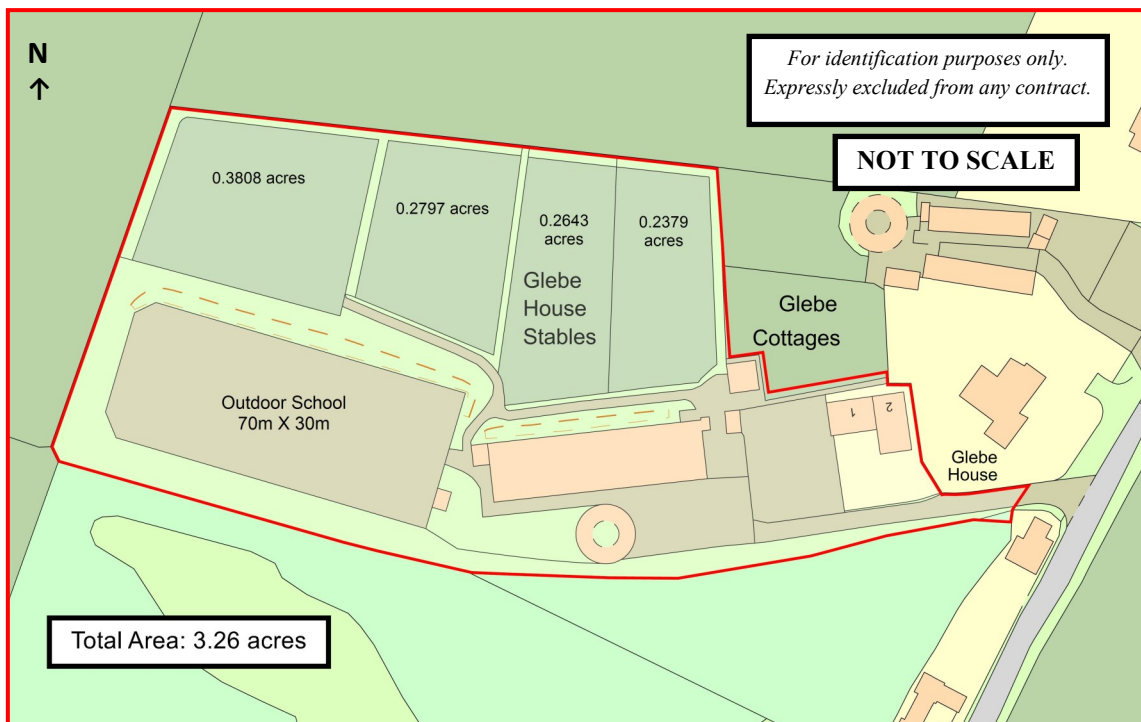 N
↑
For identification purposes only.
Expressly excluded from any contract.
NOT TO SCALE
0.3808 acres
0.2797 acres
0.2643
acres
0.2379
acres
Glebe
House
Stables
Glebe
Cottages
Outdoor School
70m X 30m
1
2
Glebe
House
Total Area: 3.26 acres